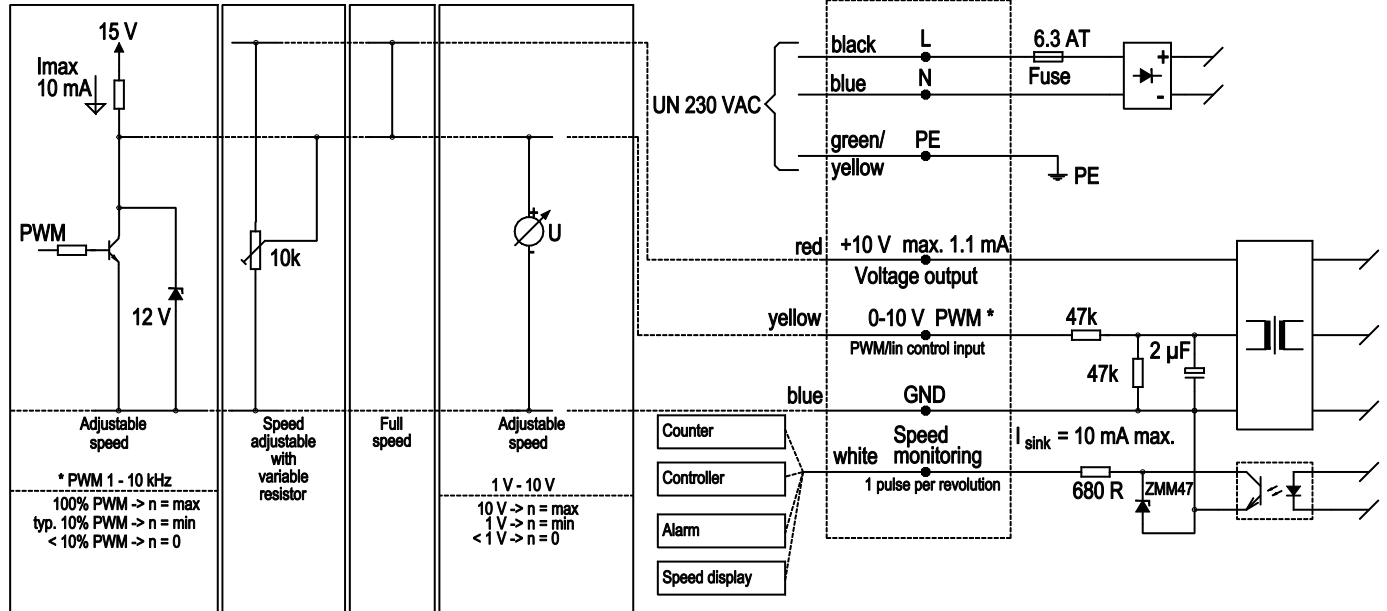 15 V
Imax
10 mA
PWM
12 V
Adjustable
speed
* PWM 1 - 10 kHz
100% PWM -> n = max
typ. 10% PWM -> n = min
< 10% PWM -> n = 0
10k
Speed
adjustable
with
variable
resistor
Full
speed
+
U
-
Adjustable
speed
1 V - 10 V
10 V -> n = max
1 V -> n = min
< 1 V -> n = 0
UN 230 VAC
black
L
6.3 AT
Fuse
+
-
blue
N
green/
yellow
PE
PE
red
+10 V max. 1.1 mA
Voltage output
yellow
0-10 V PWM *
PWM/lin control input
47k
47k
2 µF
blue
GND
Counter
Controller
Alarm
Speed display
white
Speed
monitoring
1 pulse per revolution
I sink = 10 mA max.
680 R
ZMM47